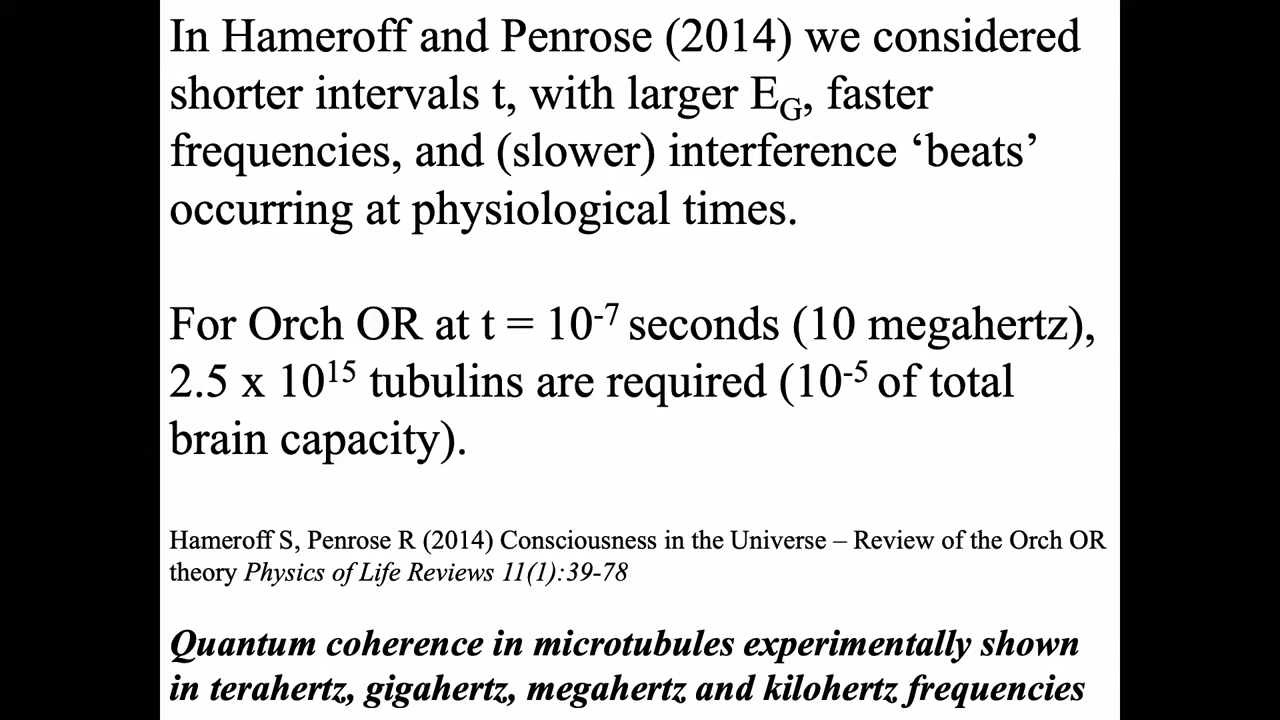 In Hameroff and Penrose (2014) we considered
shorter intervals t, with larger E_G, faster
frequencies, and (slower) interference ‘beats’
occurring at physiological times.
For Orch OR at t = 10⁻⁷ seconds (10 megahertz),
2.5 x 10¹⁵ tubulins are required (10⁻⁵ of total
brain capacity).
Hameroff S, Penrose R (2014) Consciousness in the Universe – Review of the Orch OR
theory Physics of Life Reviews 11(1):39-78
Quantum coherence in microtubules experimentally shown
in terahertz, gigahertz, megahertz and kilohertz frequencies